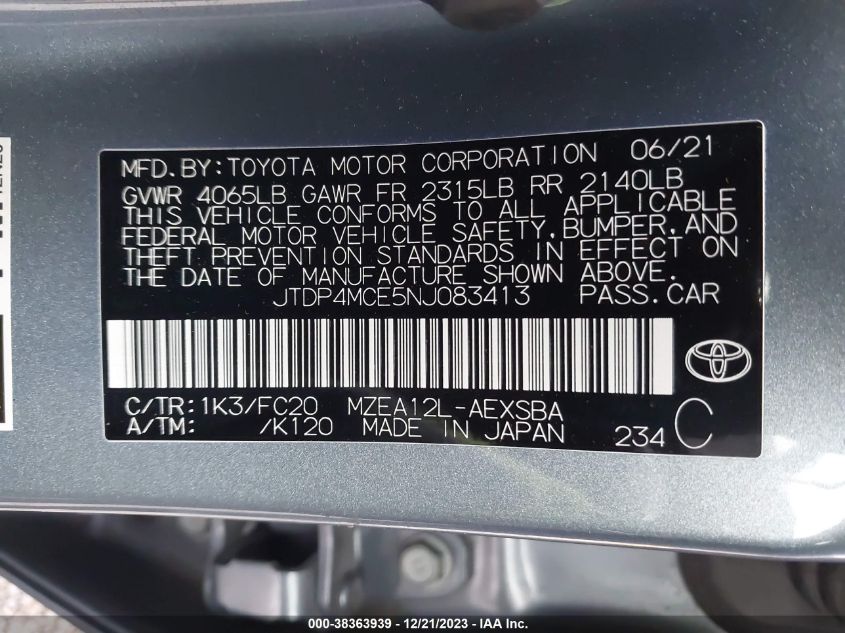 MFD.BY:TOYOTA MOTOR CORPORATION 06/21
GVWR 4065LB GAWR FR 2315LB RR 2140LB
THIS VEHICLE CONFORMS TO ALL APPLICABLE
FEDERAL MOTOR VEHICLE SAFETY,BUMPER,AND
THEFT PREVENTION STANDARDS IN EFFECT ON
THE DATE OF MANUFACTURE SHOWN ABOVE.
JTDP4MCE5NJ083413 PASS.CAR
C/TR:1K3/FC20 MZEA12L-AEXSBA
A/TM: /K120 MADE IN JAPAN 234 C
000-38363939 - 12/21/2023 - IAA Inc.